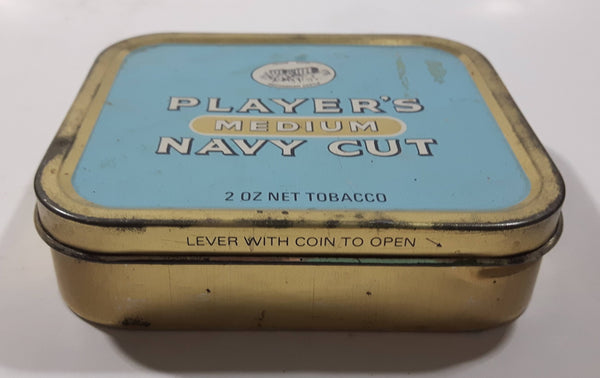 PLAYER'S
MEDIUM
NAVY CUT
2 OZ NET TOBACCO
LEVER WITH COIN TO OPEN